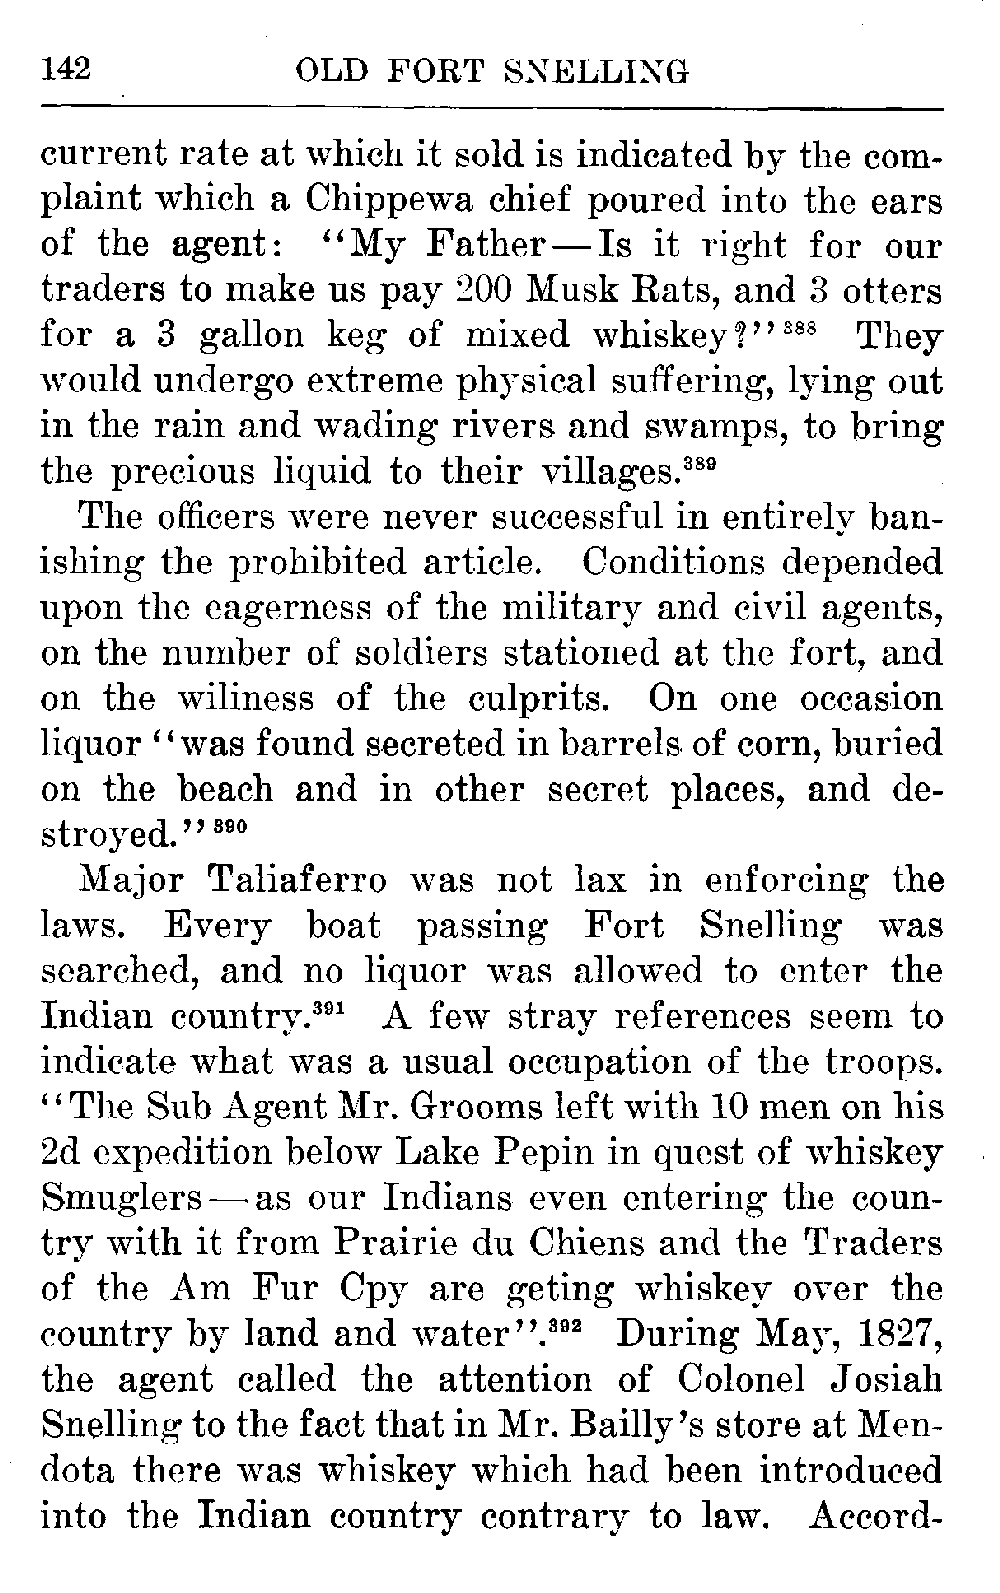 142 OLD FORT SNELLING
current rate at which it sold is indicated by the com-
plaint which a Chippewa chief poured into the ears
of the agent: "My Father—Is it right for our
traders to make us pay 200 Musk Rats, and 3 otters
for a 3 gallon keg of mixed whiskey?"³⁸⁸ They
would undergo extreme physical suffering, lying out
in the rain and wading rivers and swamps, to bring
the precious liquid to their villages.³⁸⁹
The officers were never successful in entirely ban-
ishing the prohibited article. Conditions depended
upon the eagerness of the military and civil agents,
on the number of soldiers stationed at the fort, and
on the wiliness of the culprits. On one occasion
liquor "was found secreted in barrels of corn, buried
on the beach and in other secret places, and de-
stroyed."³⁹⁰
Major Taliaferro was not lax in enforcing the
laws. Every boat passing Fort Snelling was
searched, and no liquor was allowed to enter the
Indian country.³⁹¹ A few stray references seem to
indicate what was a usual occupation of the troops.
"The Sub Agent Mr. Grooms left with 10 men on his
2d expedition below Lake Pepin in quest of whiskey
Smuglers—as our Indians even entering the coun-
try with it from Prairie du Chiens and the Traders
of the Am Fur Cpy are geting whiskey over the
country by land and water".³⁹² During May, 1827,
the agent called the attention of Colonel Josiah
Snelling to the fact that in Mr. Bailly's store at Men-
dota there was whiskey which had been introduced
into the Indian country contrary to law. Accord-